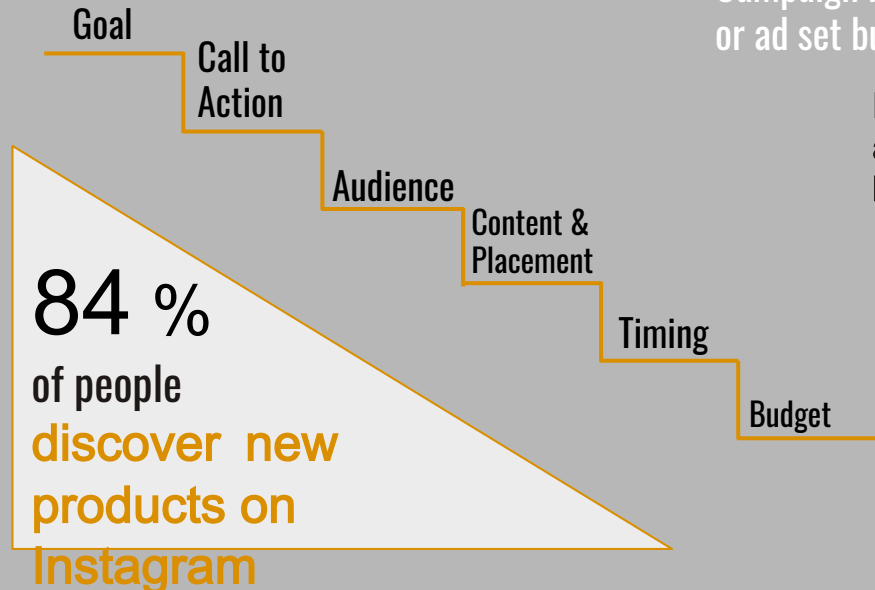 Goal
or ad set
Call to
Action
Audience
Content &
Placement
84 %
of people
discover new
products on
Instagram
Timing
Budget